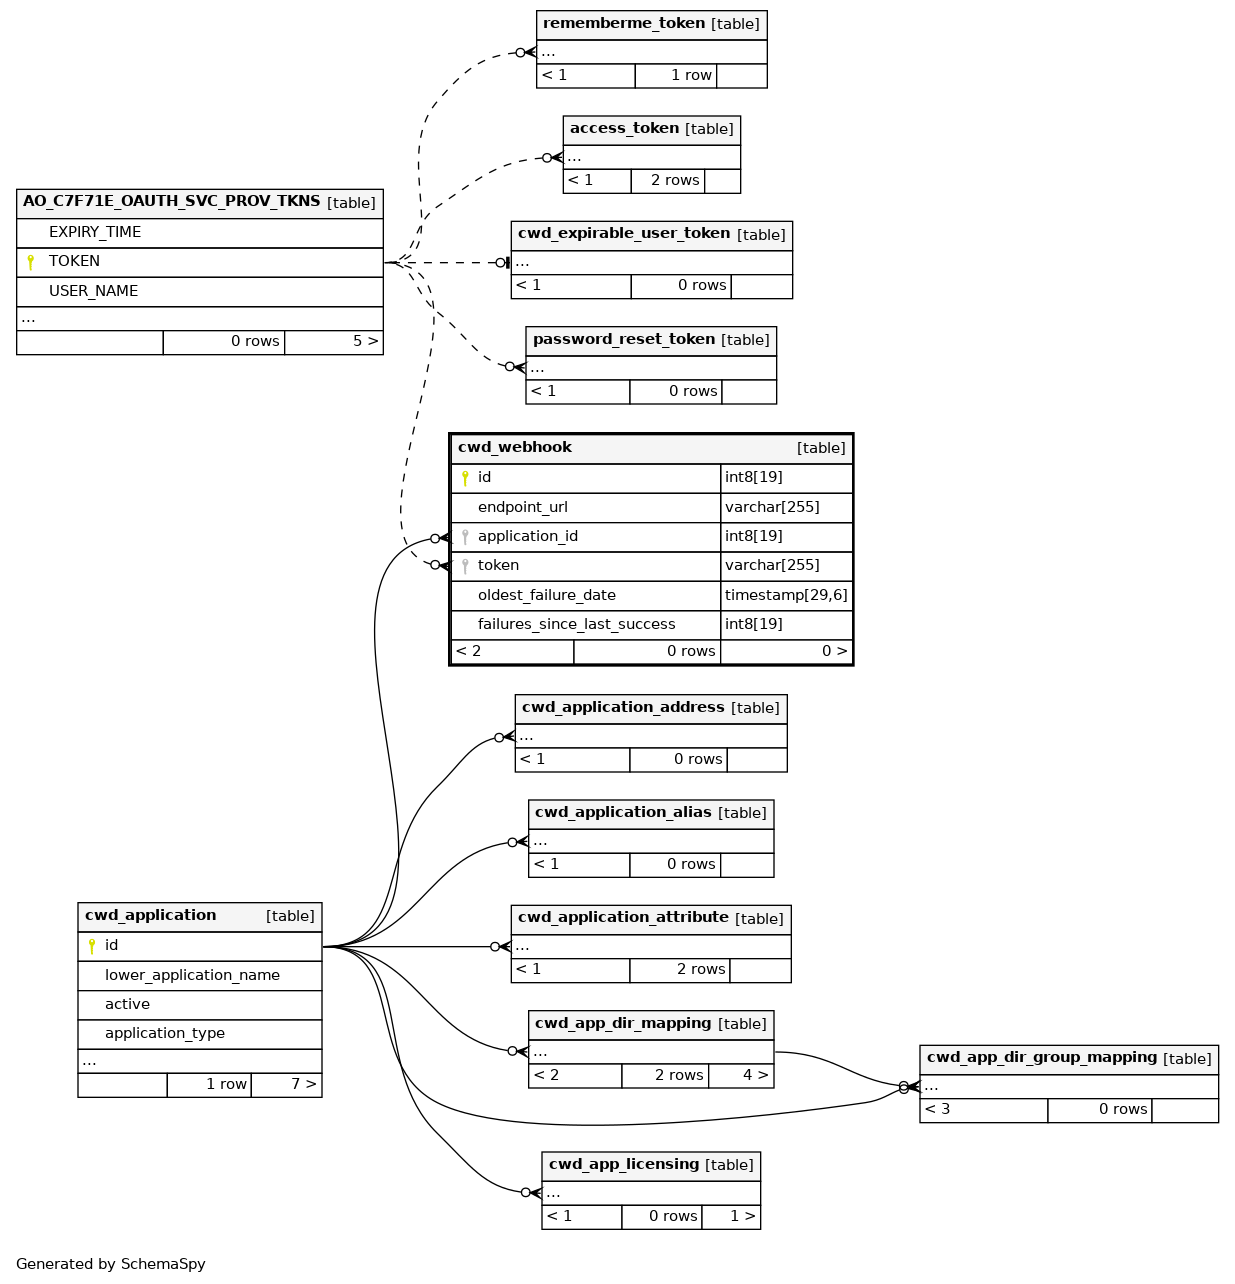 rememberme_token [table]
...
< 1 1 row
access_token [table]
...
< 1 2 rows
AO_C7F71E_OAUTH_SVC_PROV_TKNS [table]
EXPIRY_TIME
TOKEN
USER_NAME
...
0 rows 5 >
cwd_expirable_user_token [table]
...
< 1 0 rows
password_reset_token [table]
...
< 1 0 rows
cwd_webhook [table]
id int8[19]
endpoint_url varchar[255]
application_id int8[19]
token varchar[255]
oldest_failure_date timestamp[29,6]
failures_since_last_success int8[19]
< 2 0 rows 0 >
cwd_application_address [table]
...
< 1 0 rows
cwd_application_alias [table]
...
< 1 0 rows
cwd_application [table]
id
lower_application_name
active
application_type
...
1 row 7 >
cwd_application_attribute [table]
...
< 1 2 rows
cwd_app_dir_mapping [table]
...
< 2 2 rows 4 >
cwd_app_dir_group_mapping [table]
...
< 3 0 rows
cwd_app_licensing [table]
...
< 1 0 rows 1 >
Generated by SchemaSpy